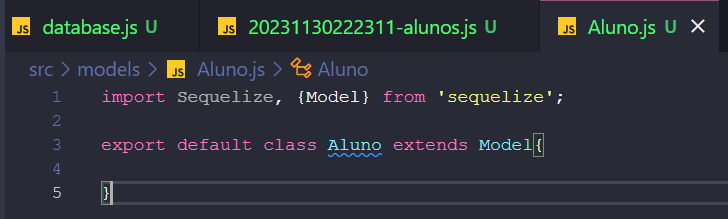 JS database.js U JS 20231130222311-alunos.js U JS Aluno.js U ×
src > models > JS Aluno.js > Aluno
1 import Sequelize, {Model} from 'sequelize';
2
3 export default class Aluno extends Model{
4
5 }